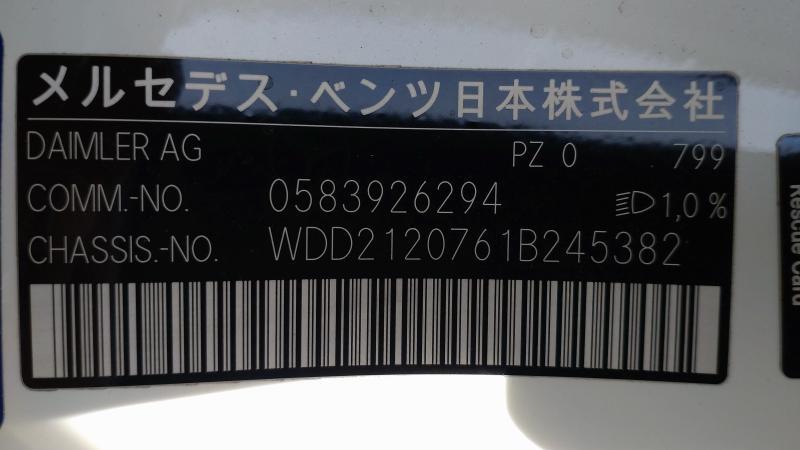 メルセデス・ベンツ日本株式会社
DAIMLER AG PZ 0 799
COMM.-NO. 0583926294 1,0 %
CHASSIS.-NO. WDD2120761B245382
Rescue Card